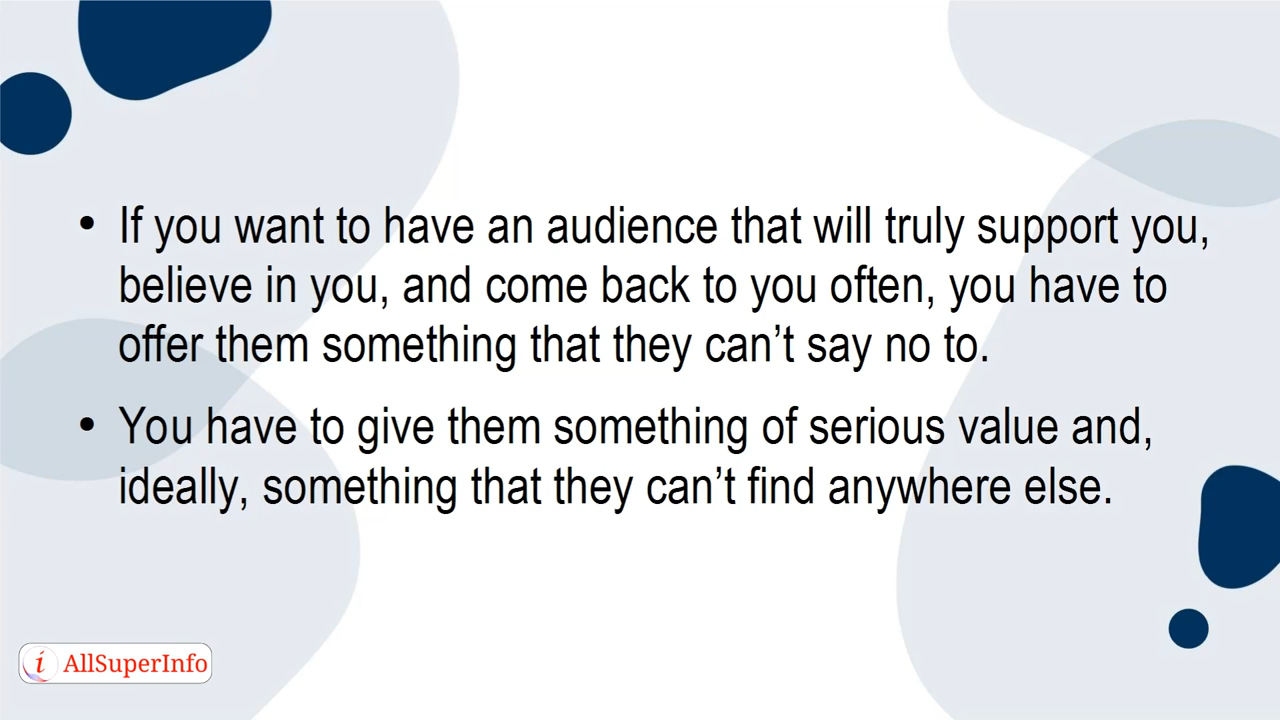 • If you want to have an audience that will truly support you,
believe in you, and come back to you often, you have to
offer them something that they can’t say no to.
• You have to give them something of serious value and,
ideally, something that they can’t find anywhere else.
i AllSuperInfo